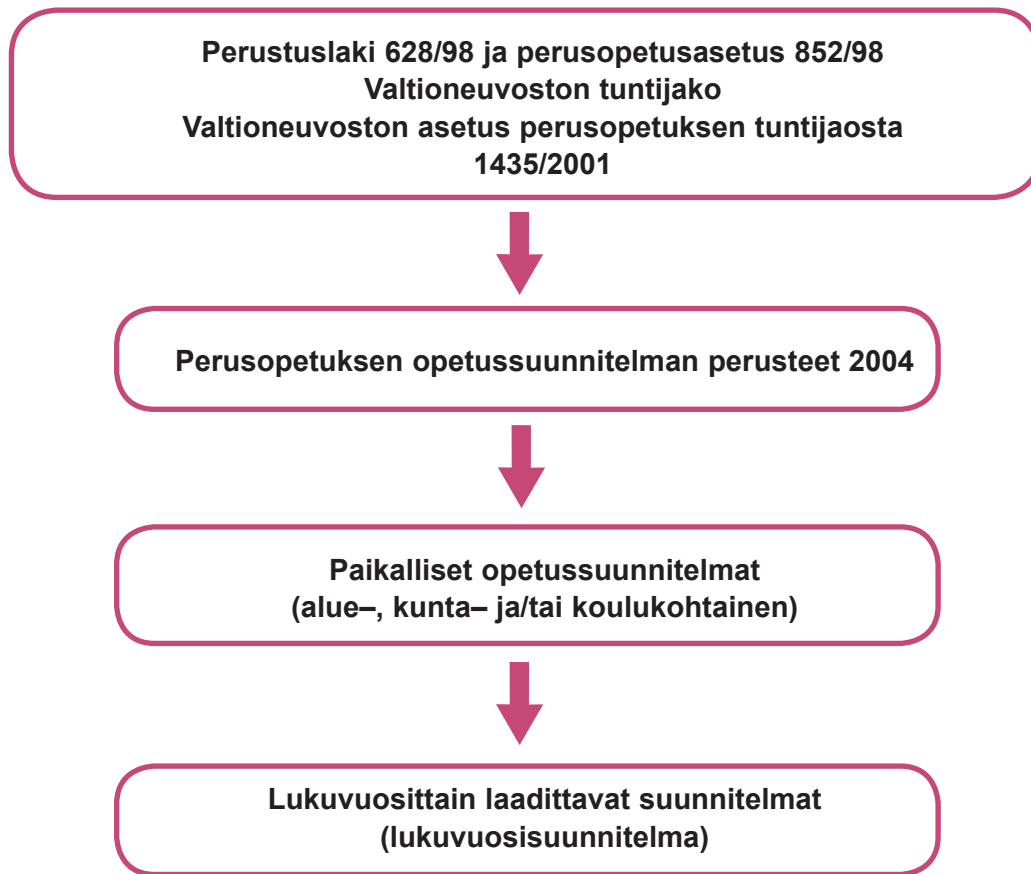 Perustuslaki 628/98 ja perusopetusasetus 852/98
Valtioneuvoston tuntijako
Valtioneuvoston asetus perusopetuksen tuntijaosta
1435/2001
Perusopetuksen opetussuunnitelman perusteet 2004
Paikalliset opetussuunnitelmat
(alue–, kunta– ja/tai koulukohtainen)
Lukuvuosittain laadittavat suunnitelmat
(lukuvuosisuunnitelma)